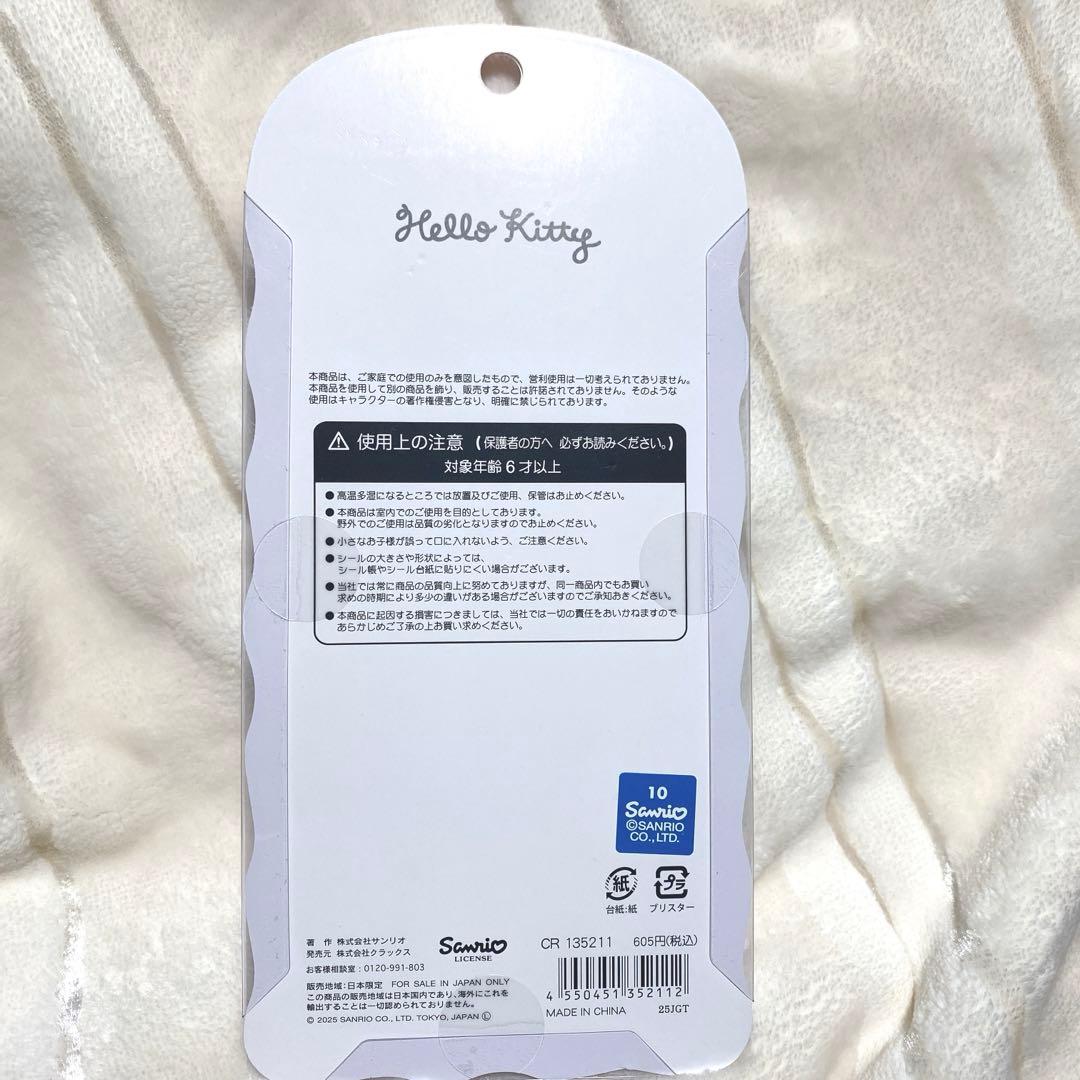 Hello Kitty
本商品は、ご家庭での使用のみを意図したもので、営利使用は一切考えられておりません。
本商品を使用して別の商品を飾り、販売することは許諾されておりません。そのような
使用はキャラクターの著作権侵害となり、明確に禁じられております。
⚠ 使用上の注意 (保護者の方へ 必ずお読みください。)
対象年齢6才以上
●高温多湿になるところでは放置及びご使用、保管はお止めください。
●本商品は室内でのご使用を目的としております。
野外でのご使用は品質の劣化となりますのでお止めください。
●小さなお子様が誤って口に入れないよう、ご注意ください。
●シールの大きさや形状によっては、
シール帳やシール台紙に貼りにくい場合がございます。
●当社では常に商品の品質向上に努めておりますが、同一商品内でもお買い
求めの時期により多少の違いがある場合がございますのでご承知おきください。
●本商品に起因する損害につきましては、当社では一切の責任をおいかねますので
あらかじめご了承の上お買い求めください。
10
Sanrio
©SANRIO
CO., LTD.
紙 プラ
台紙:紙 ブリスター
著 作 株式会社サンリオ
発売元 株式会社クラックス
お客様相談室:0120-991-803
Sanrio
LICENSE
CR 135211 605円(税込)
販売地域:日本限定 FOR SALE IN JAPAN ONLY
この商品の販売地域は日本国内であり、海外にこれを
輸出することは一切認められておりません。
© 2025 SANRIO CO., LTD. TOKYO, JAPAN Ⓛ
4 550451 352112
MADE IN CHINA 25JGT